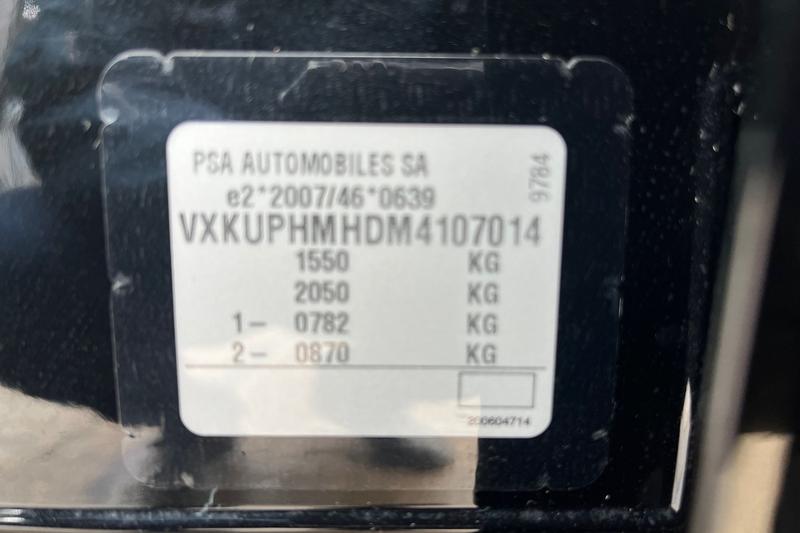 PSA AUTOMOBILES SA
9784
e2*2007/46*0639
VXKUPHMHDM4107014
1550 KG
2050 KG
1- 0782 KG
2- 0870 KG
200604714